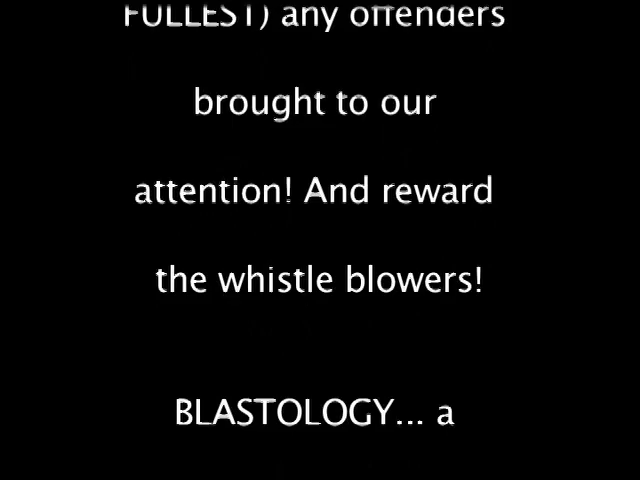 FULLEST) any offenders
brought to our
attention! And reward
the whistle blowers!
BLASTOLOGY... a